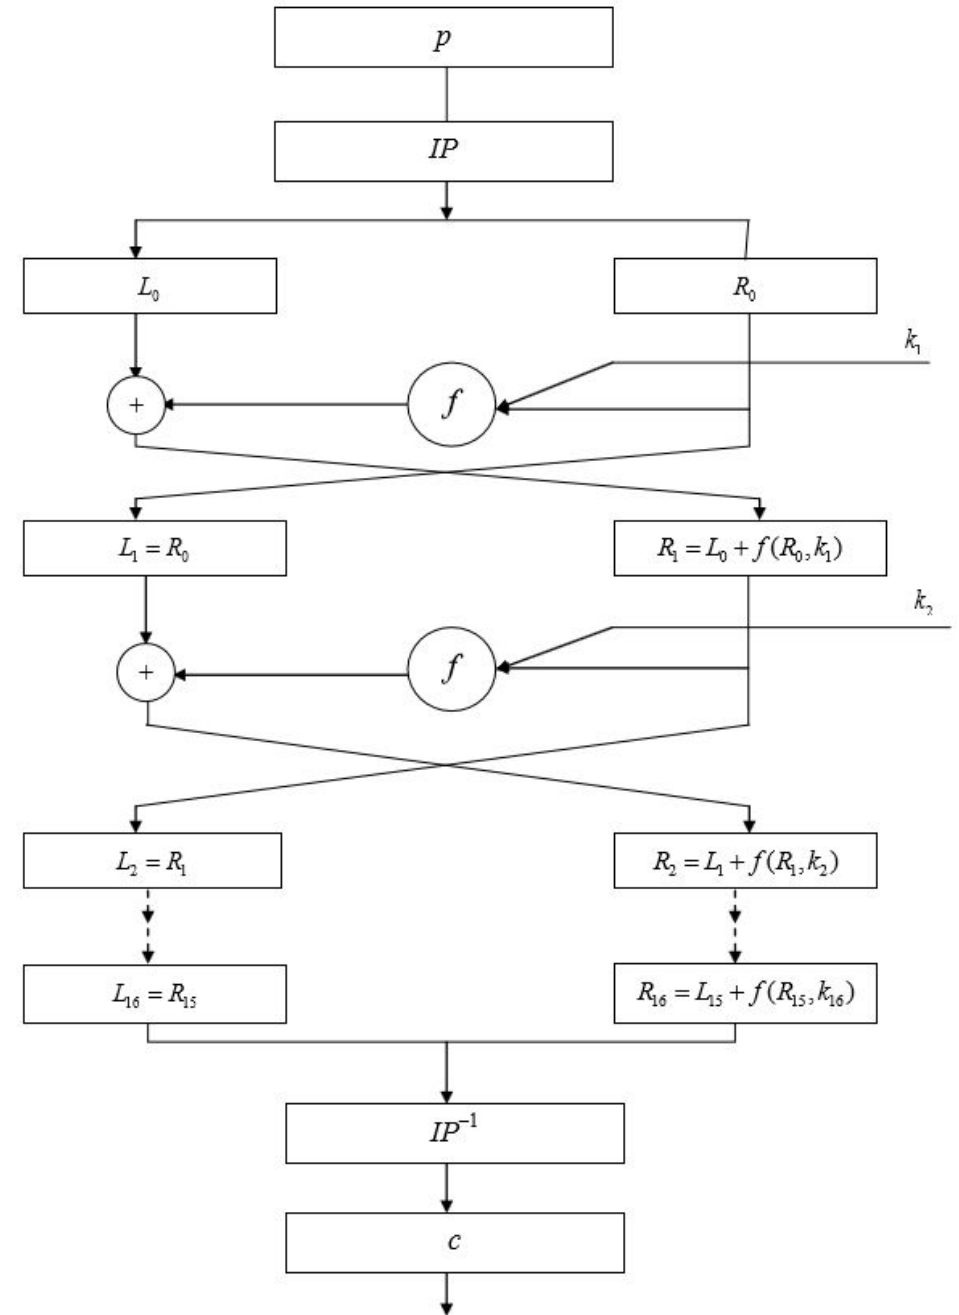 p
IP
L₀
R₀
k₁
+
f
L₁ = R₀
R₁ = L₀ + f(R₀, k₁)
k₂
+
f
L₂ = R₁
R₂ = L₁ + f(R₁, k₂)
L₁₆ = R₁₅
R₁₆ = L₁₅ + f(R₁₅, k₁₆)
IP⁻¹
c